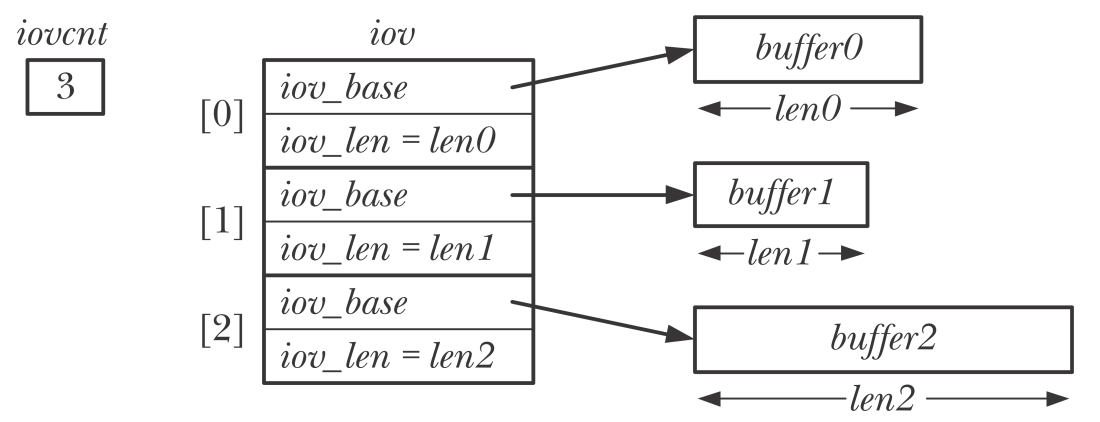 iovcnt
3
iov
[0]
iov_base
iov_len = len0
[1]
iov_base
iov_len = len1
[2]
iov_base
iov_len = len2
buffer0
len0
buffer1
len1
buffer2
len2